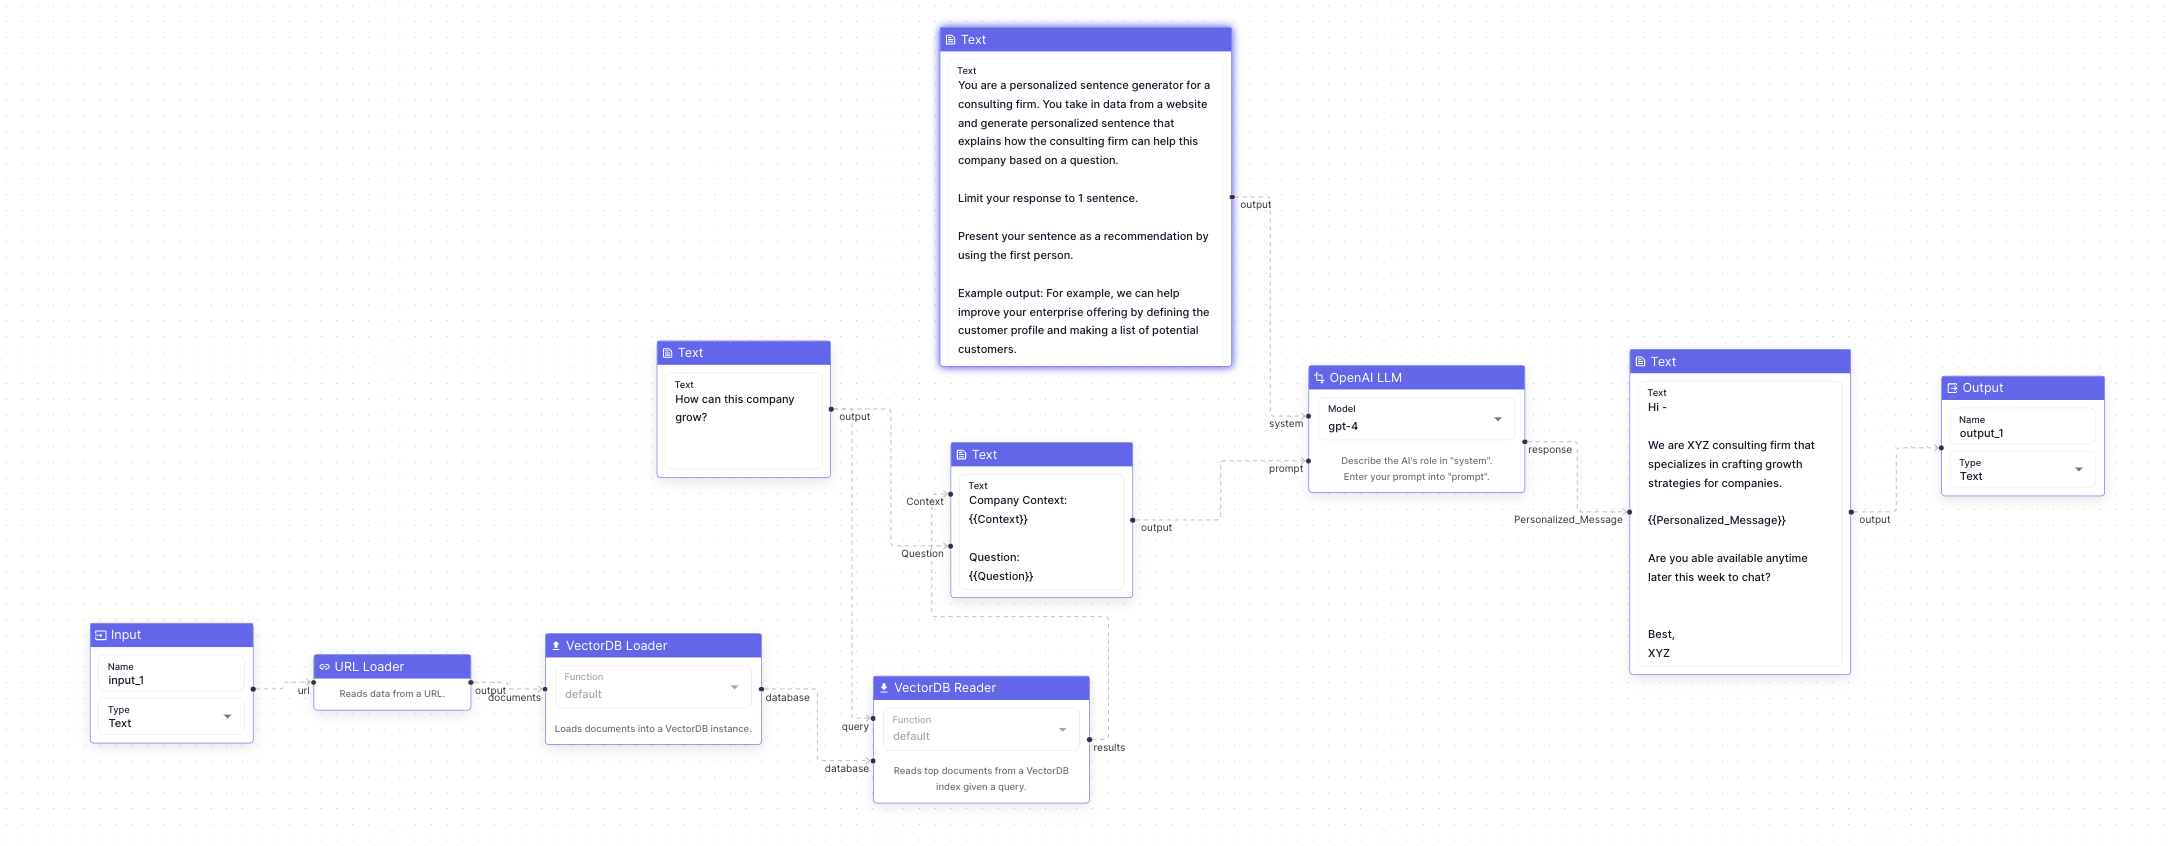 Text
Text
You are a personalized sentence generator for a
consulting firm. You take in data from a website
and generate personalized sentence that
explains how the consulting firm can help this
company based on a question.
Limit your response to 1 sentence.
Present your sentence as a recommendation by
using the first person.
Example output: For example, we can help
improve your enterprise offering by defining the
customer profile and making a list of potential
customers.
output
Text
Text
How can this company
grow?
output
Text
Context
Question
Text
Company Context:
{{Context}}
Question:
{{Question}}
output
OpenAI LLM
system
prompt
Model
gpt-4
Describe the AI's role in "system".
Enter your prompt into "prompt".
response
Text
Personalized_Message
Text
Hi -
We are XYZ consulting firm that
specializes in crafting growth
strategies for companies.
{{Personalized_Message}}
Are you able available anytime
later this week to chat?
Best,
XYZ
output
Output
Name
output_1
Type
Text
Input
Name
input_1
Type
Text
url
URL Loader
Reads data from a URL.
output
documents
VectorDB Loader
Function
default
Loads documents into a VectorDB instance.
database
query
database
VectorDB Reader
Function
default
Reads top documents from a VectorDB
index given a query.
results